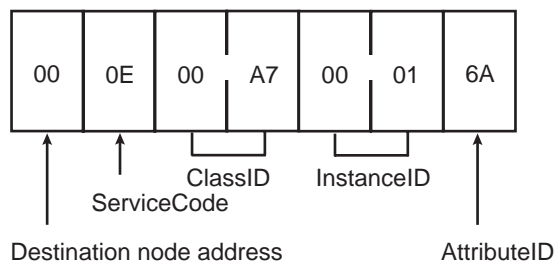 00 0E 00 A7 00 01 6A
ClassID InstanceID
ServiceCode
Destination node address AttributeID